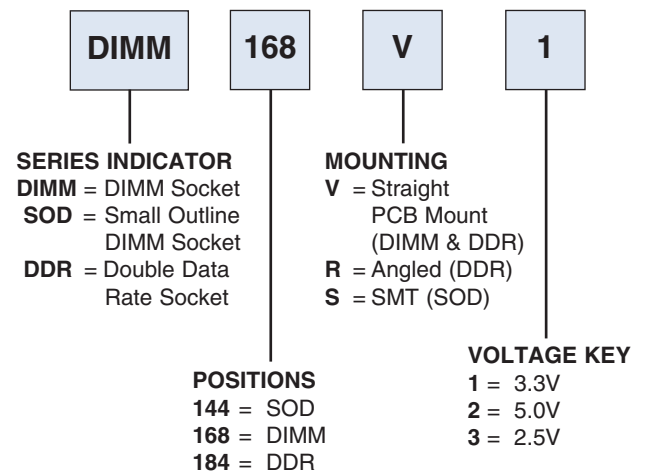 DIMM 168 V 1
SERIES INDICATOR
DIMM = DIMM Socket
SOD = Small Outline
DIMM Socket
DDR = Double Data
Rate Socket
MOUNTING
V = Straight
PCB Mount
(DIMM & DDR)
R = Angled (DDR)
S = SMT (SOD)
POSITIONS
144 = SOD
168 = DIMM
184 = DDR
VOLTAGE KEY
1 = 3.3V
2 = 5.0V
3 = 2.5V